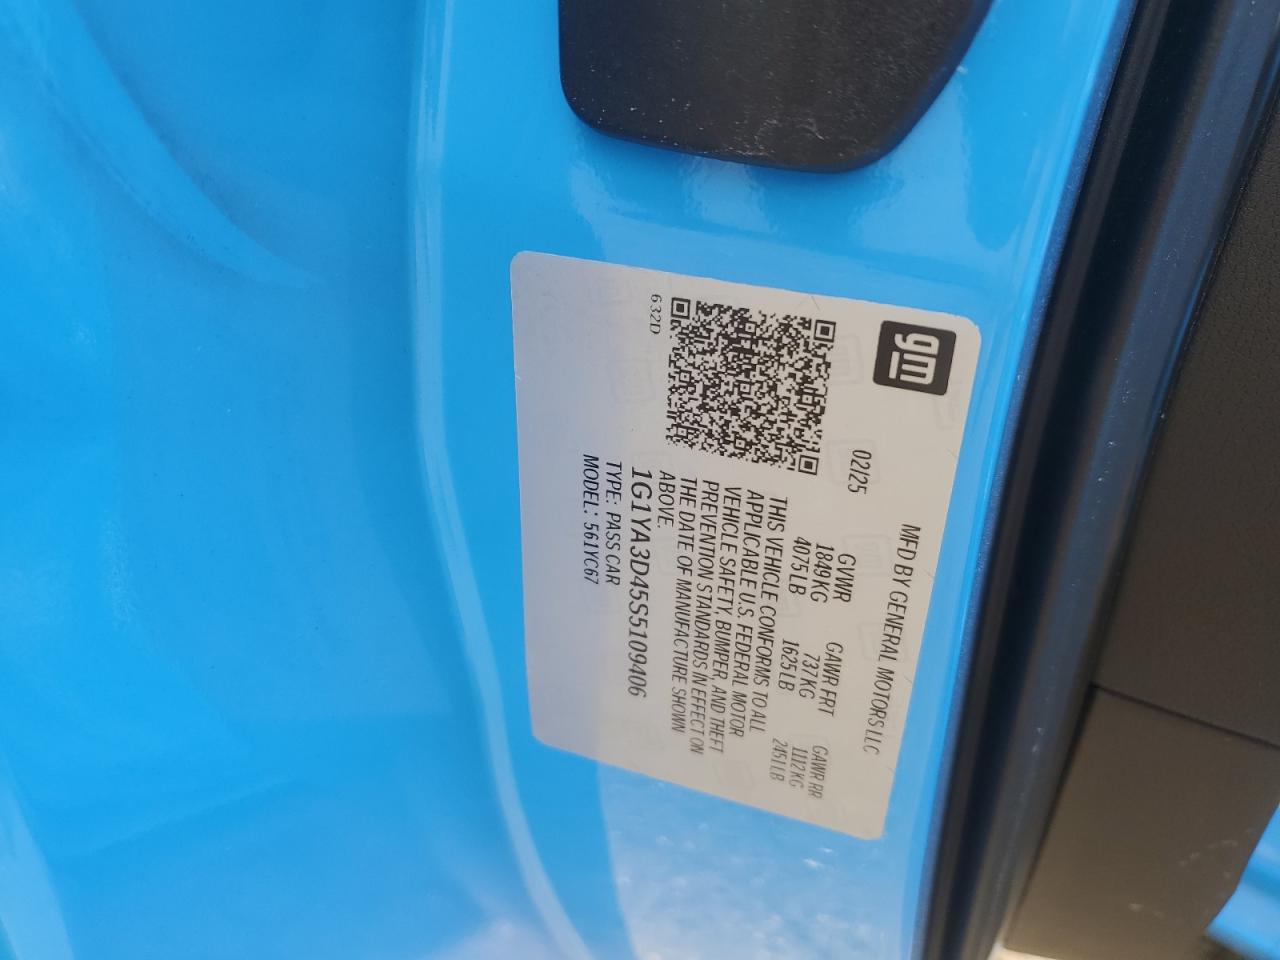 gm
MFD BY GENERAL MOTORS LLC
02/25
GVWR GAWR FRT GAWR RR
1849KG 737KG 1112KG
4075LB 1625LB 2451LB
THIS VEHICLE CONFORMS TO ALL
APPLICABLE U.S. FEDERAL MOTOR
VEHICLE SAFETY, BUMPER, AND THEFT
PREVENTION STANDARDS IN EFFECT ON
THE DATE OF MANUFACTURE SHOWN
ABOVE.
1G1YA3D45S5109406
TYPE: PASS CAR
MODEL: 561YC67
632D